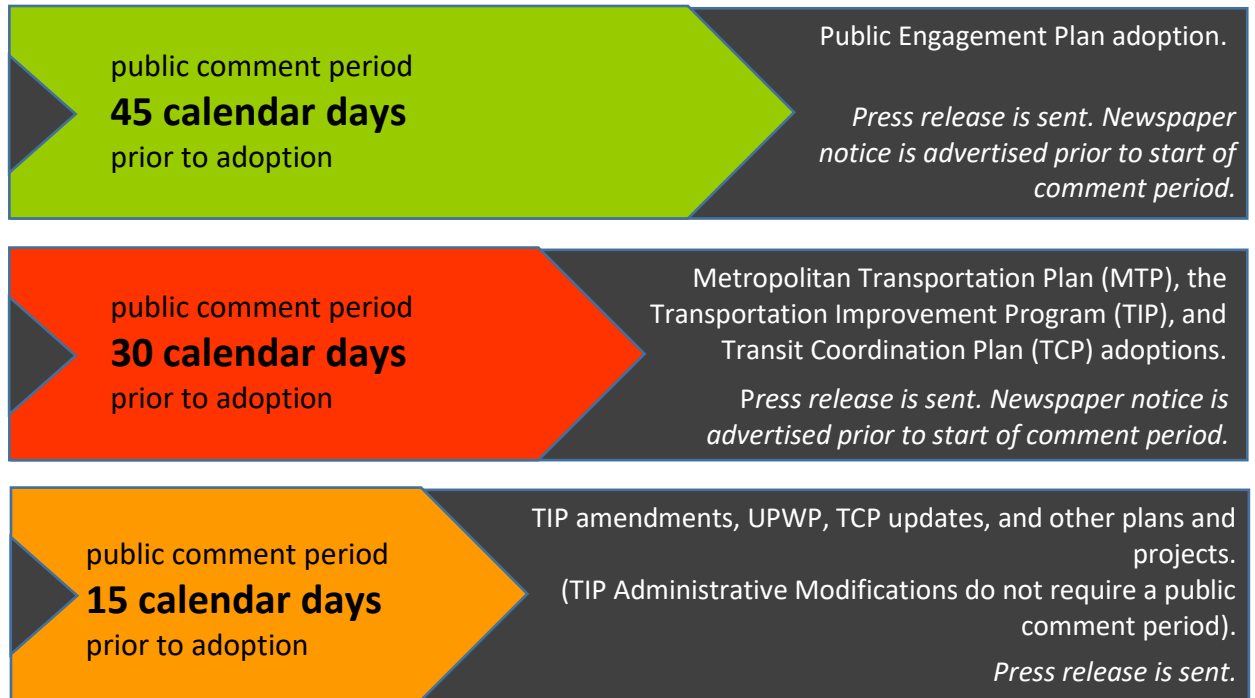 public comment period
45 calendar days
prior to adoption
Public Engagement Plan adoption.
Press release is sent. Newspaper
notice is advertised prior to start of
comment period.
public comment period
30 calendar days
prior to adoption
Metropolitan Transportation Plan (MTP), the
Transportation Improvement Program (TIP), and
Transit Coordination Plan (TCP) adoptions.
Press release is sent. Newspaper notice is
advertised prior to start of comment period.
public comment period
15 calendar days
prior to adoption
TIP amendments, UPWP, TCP updates, and other plans and
projects.
(TIP Administrative Modifications do not require a public
comment period).
Press release is sent.